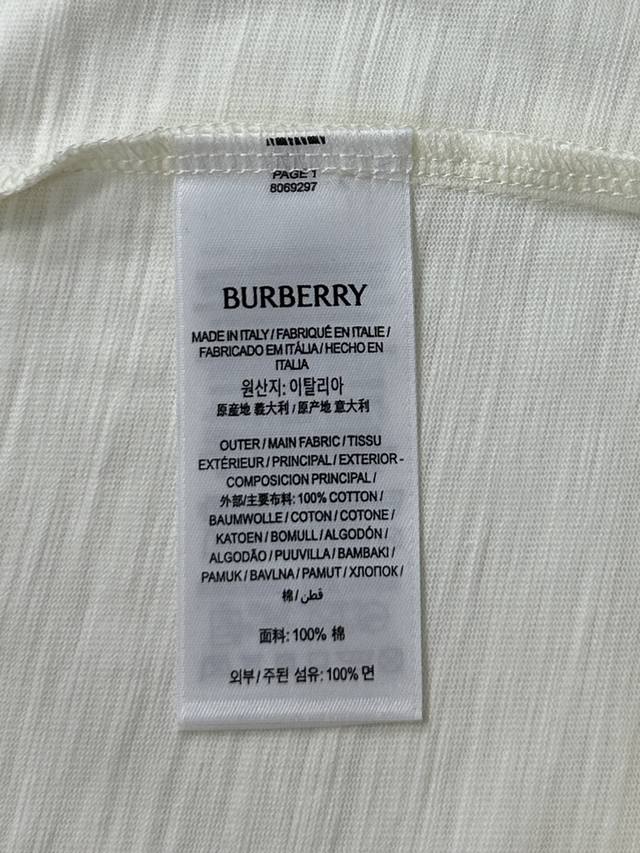 PAGE 1
8069297
BURBERRY
MADE IN ITALY / FABRIQUÉ EN ITALIE /
FABRICADO EM ITÁLIA / HECHO EN
ITALIA
원산지: 이탈리아
原産地 義大利 / 原产地 意大利
OUTER / MAIN FABRIC / TISSU
EXTÉRIEUR / PRINCIPAL / EXTERIOR -
COMPOSICION PRINCIPAL /
外部/主要布料: 100% COTTON /
BAUMWOLLE / COTON / COTONE /
KATOEN / BOMULL / ALGODÓN /
ALGODÃO / PUUVILLA / BAMBAKI /
PAMUK / BAVLNA / PAMUT / ХЛОПОК /
棉 / قطن
面料: 100% 棉
외부 / 주된 섬유: 100% 면